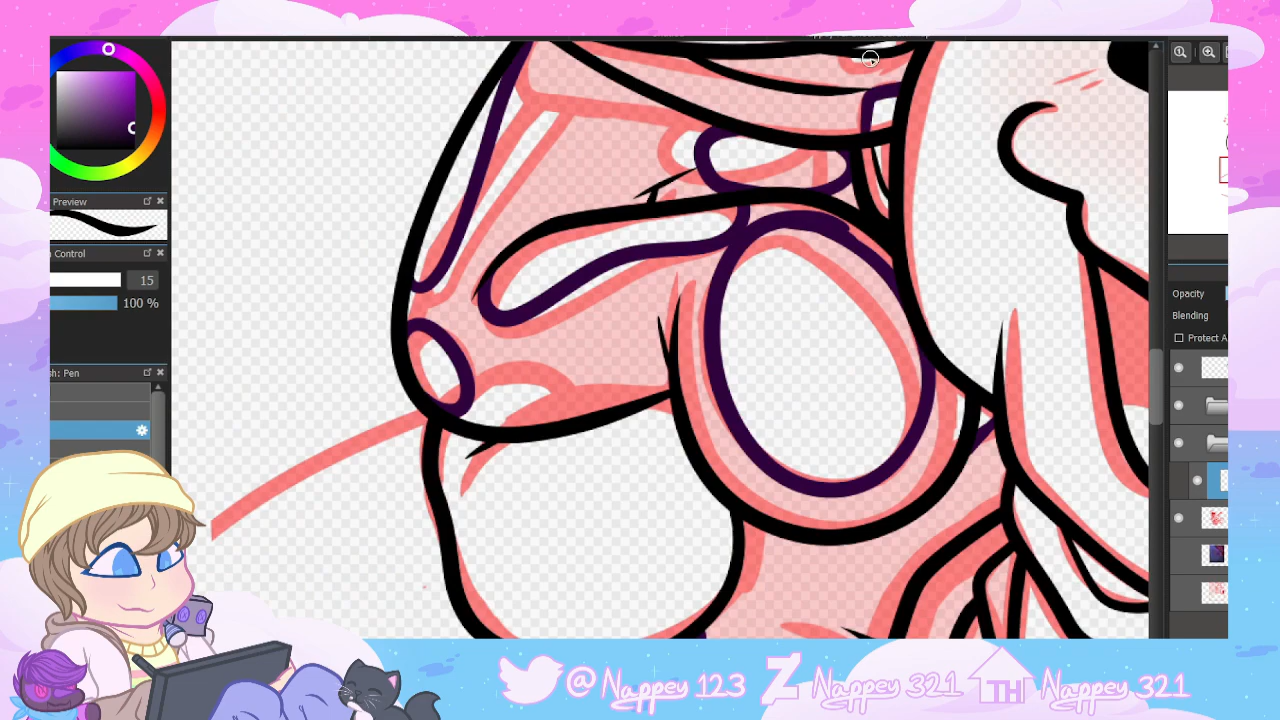 Preview
Control
15
100 %
: Pen
Opacity
Blending
Protect A
@Nappey 123
Z Nappey 321
TH Nappey 321